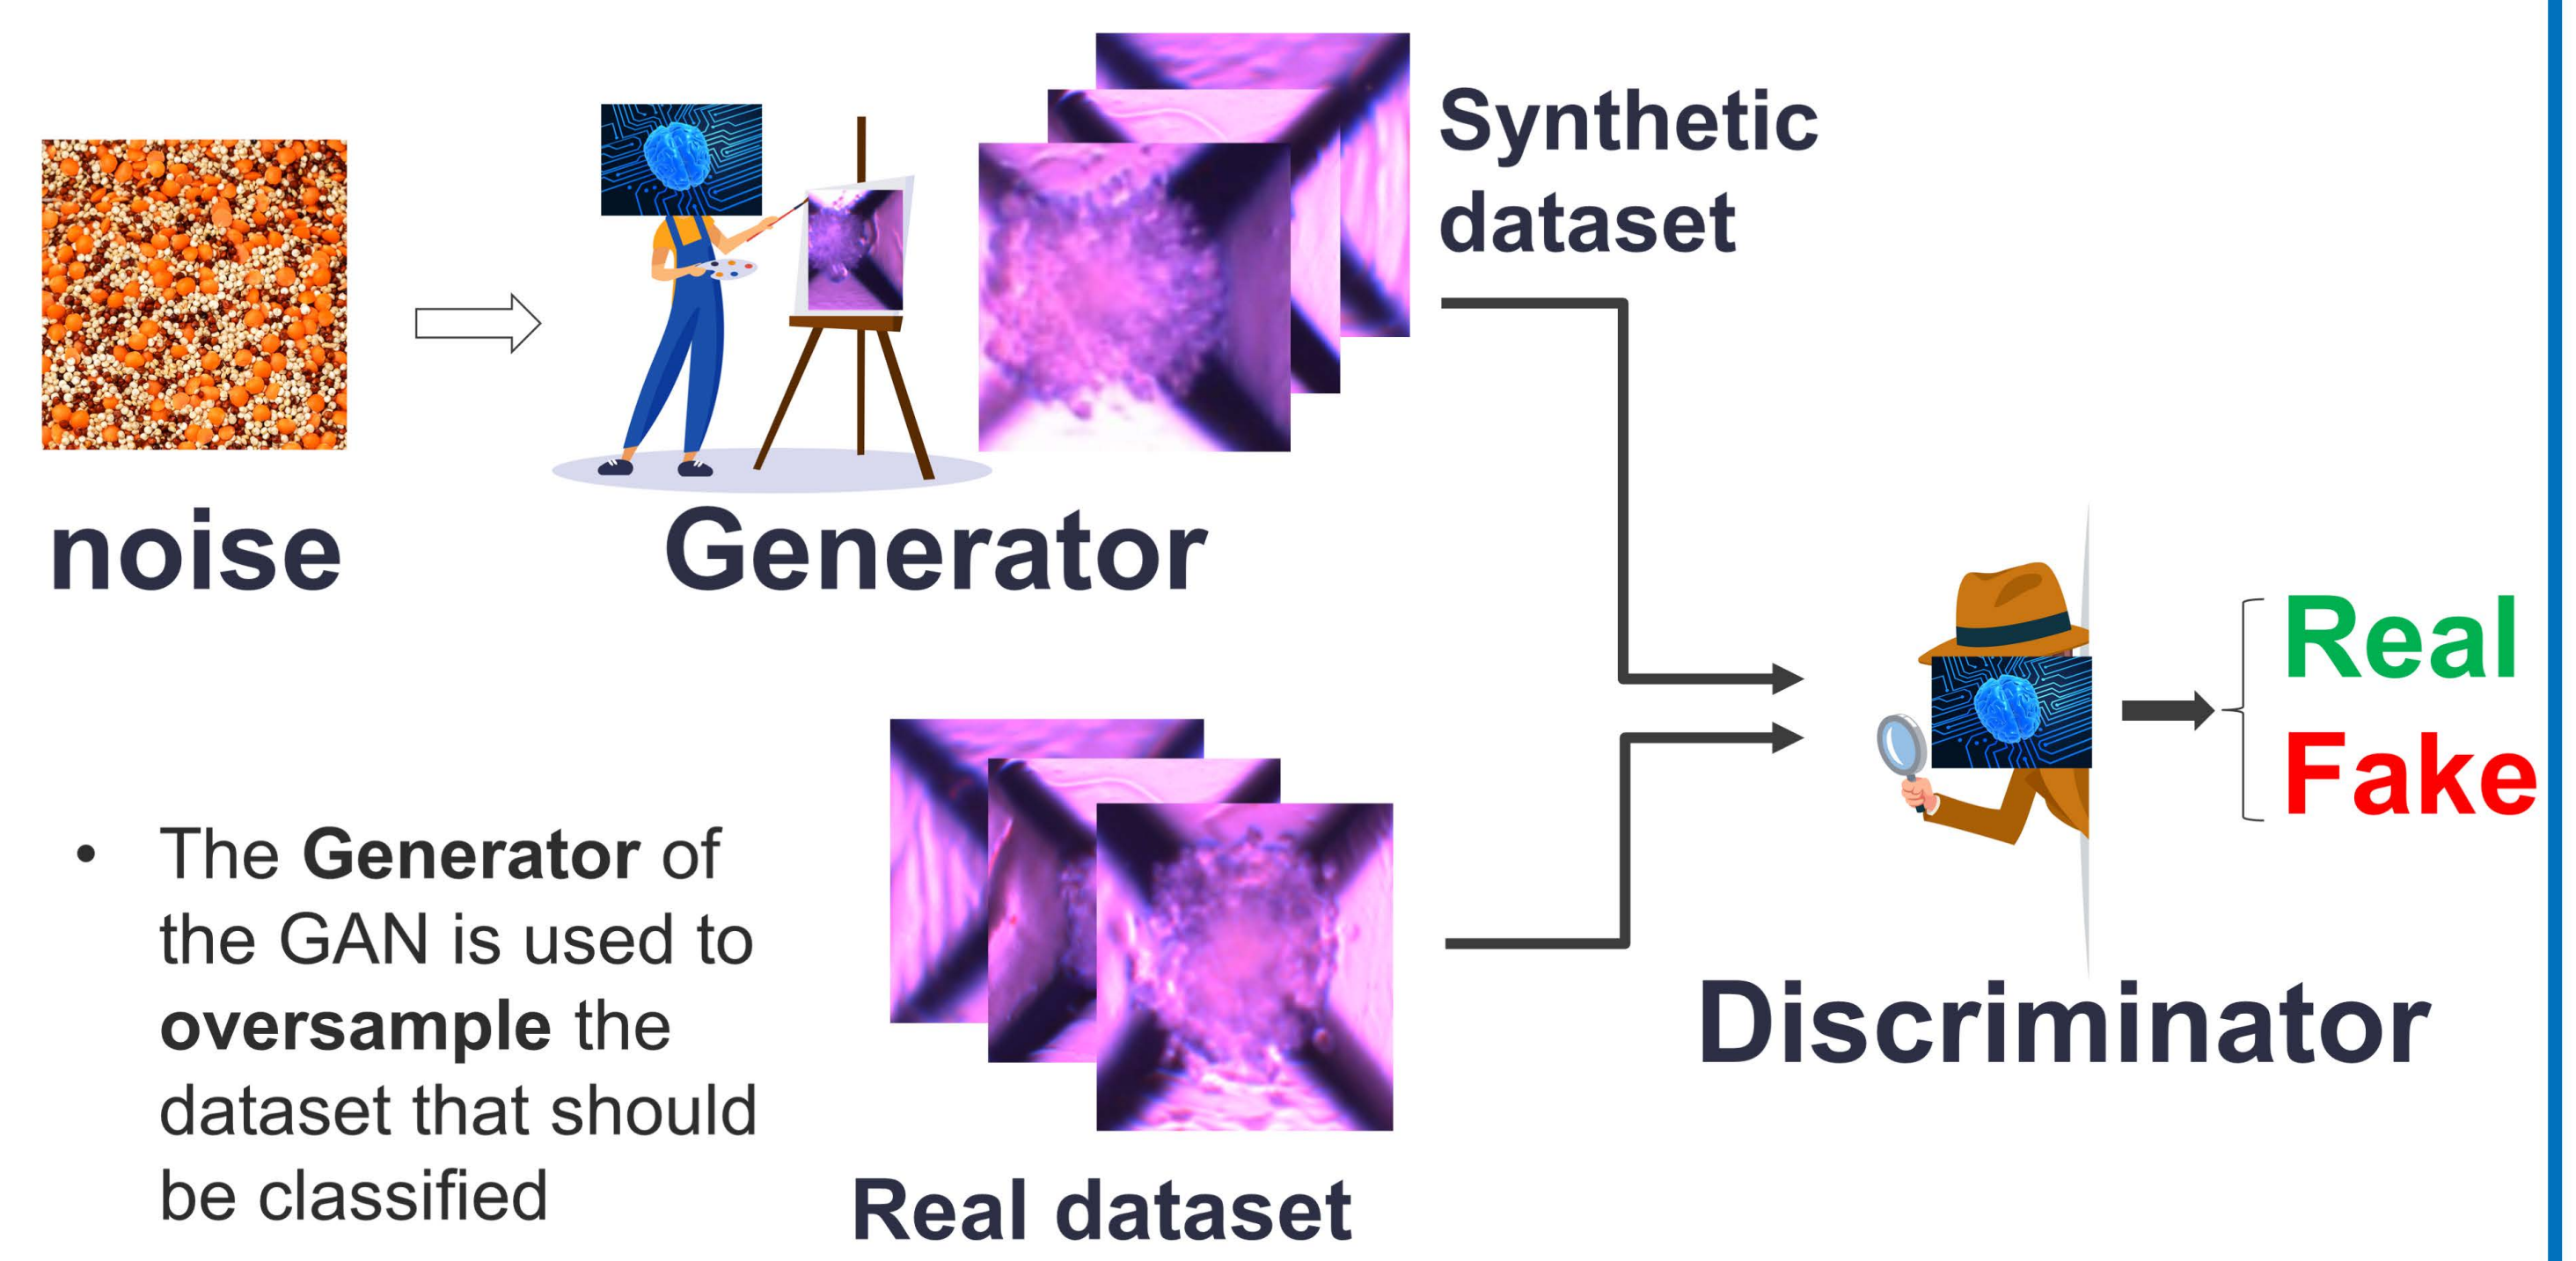 Synthetic
dataset
noise
Generator
Real
Fake
• The Generator of
the GAN is used to
oversample the
dataset that should
be classified
Discriminator
Real dataset